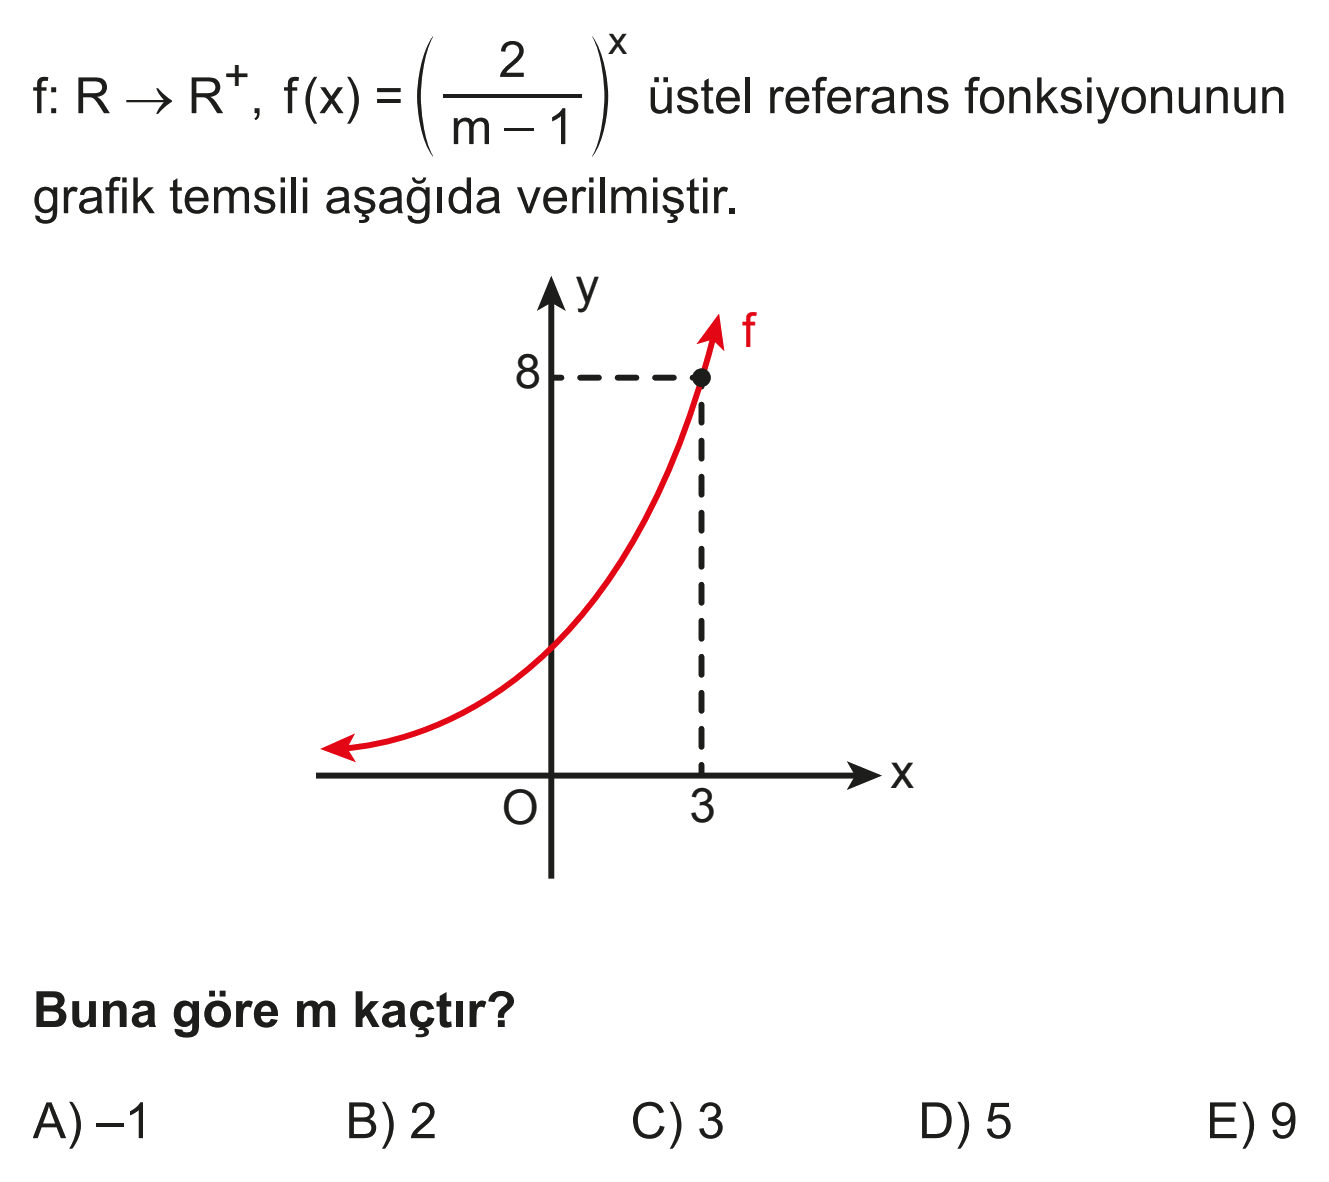 f: R → R⁺, f(x) = (2/(m – 1))ˣ üstel referans fonksiyonunun
grafik temsili aşağıda verilmiştir.
y
f
8
x
O
3
Buna göre m kaçtır?
A) –1 B) 2 C) 3 D) 5 E) 9